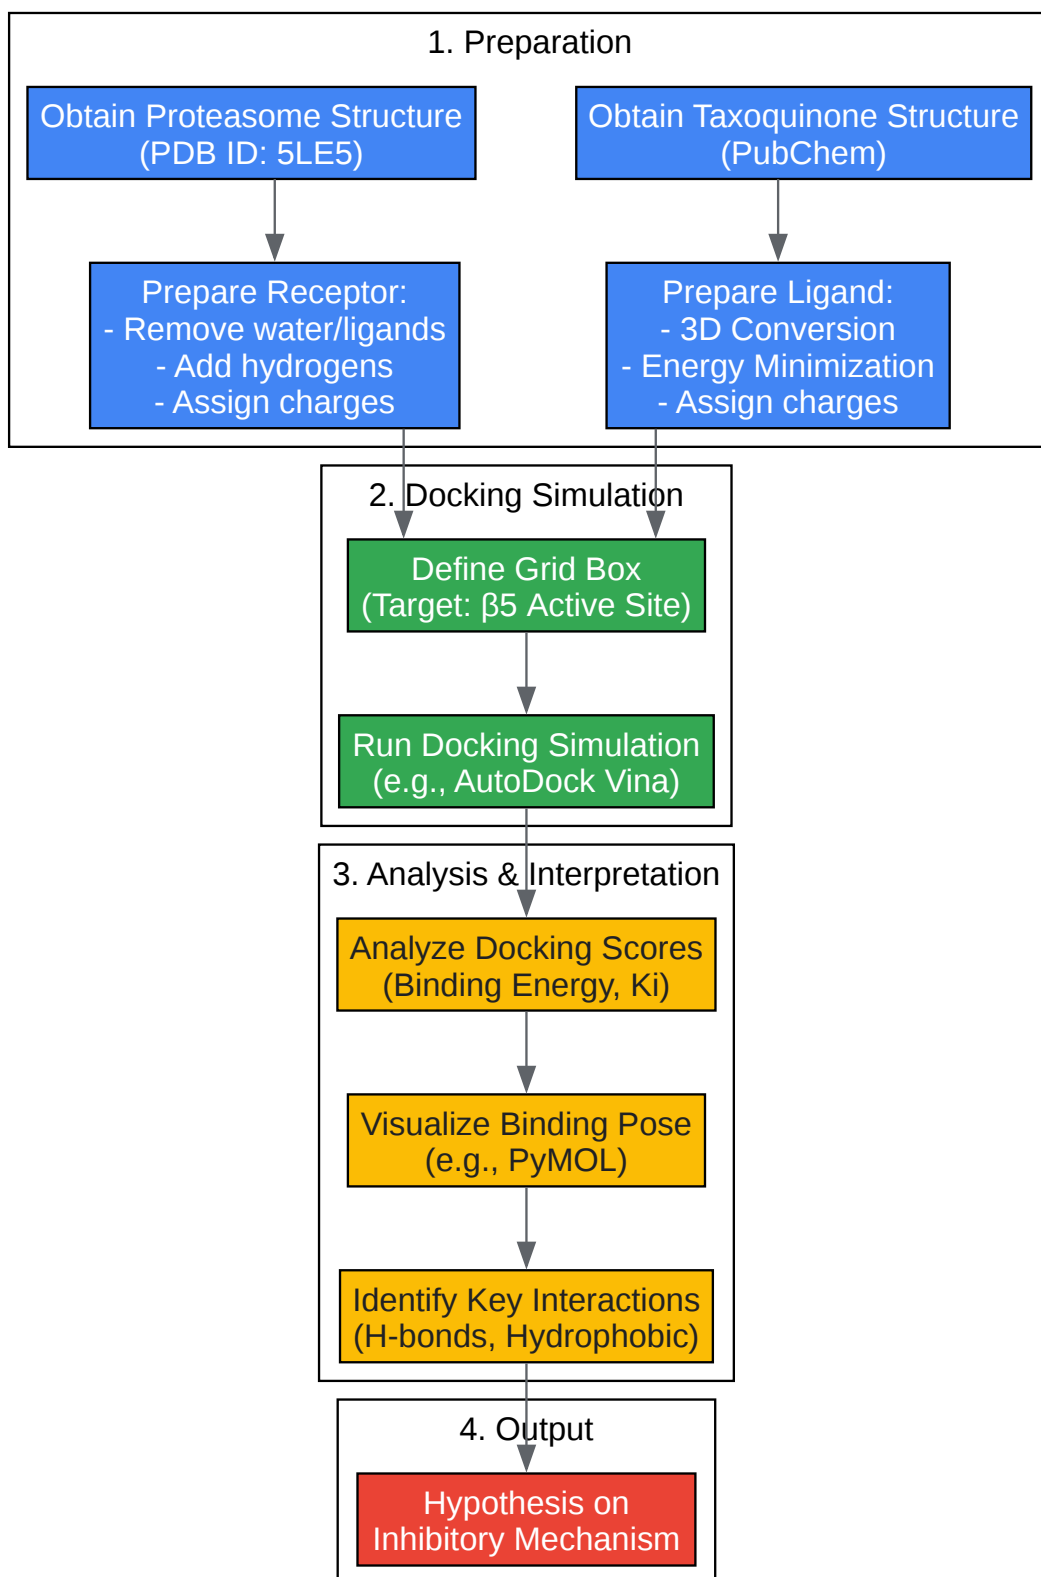 1. Preparation
Obtain Proteasome Structure
(PDB ID: 5LE5)
Obtain Taxoquinone Structure
(PubChem)
Prepare Receptor:
- Remove water/ligands
- Add hydrogens
- Assign charges
Prepare Ligand:
- 3D Conversion
- Energy Minimization
- Assign charges
2. Docking Simulation
Define Grid Box
(Target: β5 Active Site)
Run Docking Simulation
(e.g., AutoDock Vina)
3. Analysis & Interpretation
Analyze Docking Scores
(Binding Energy, Ki)
Visualize Binding Pose
(e.g., PyMOL)
Identify Key Interactions
(H-bonds, Hydrophobic)
4. Output
Hypothesis on
Inhibitory Mechanism